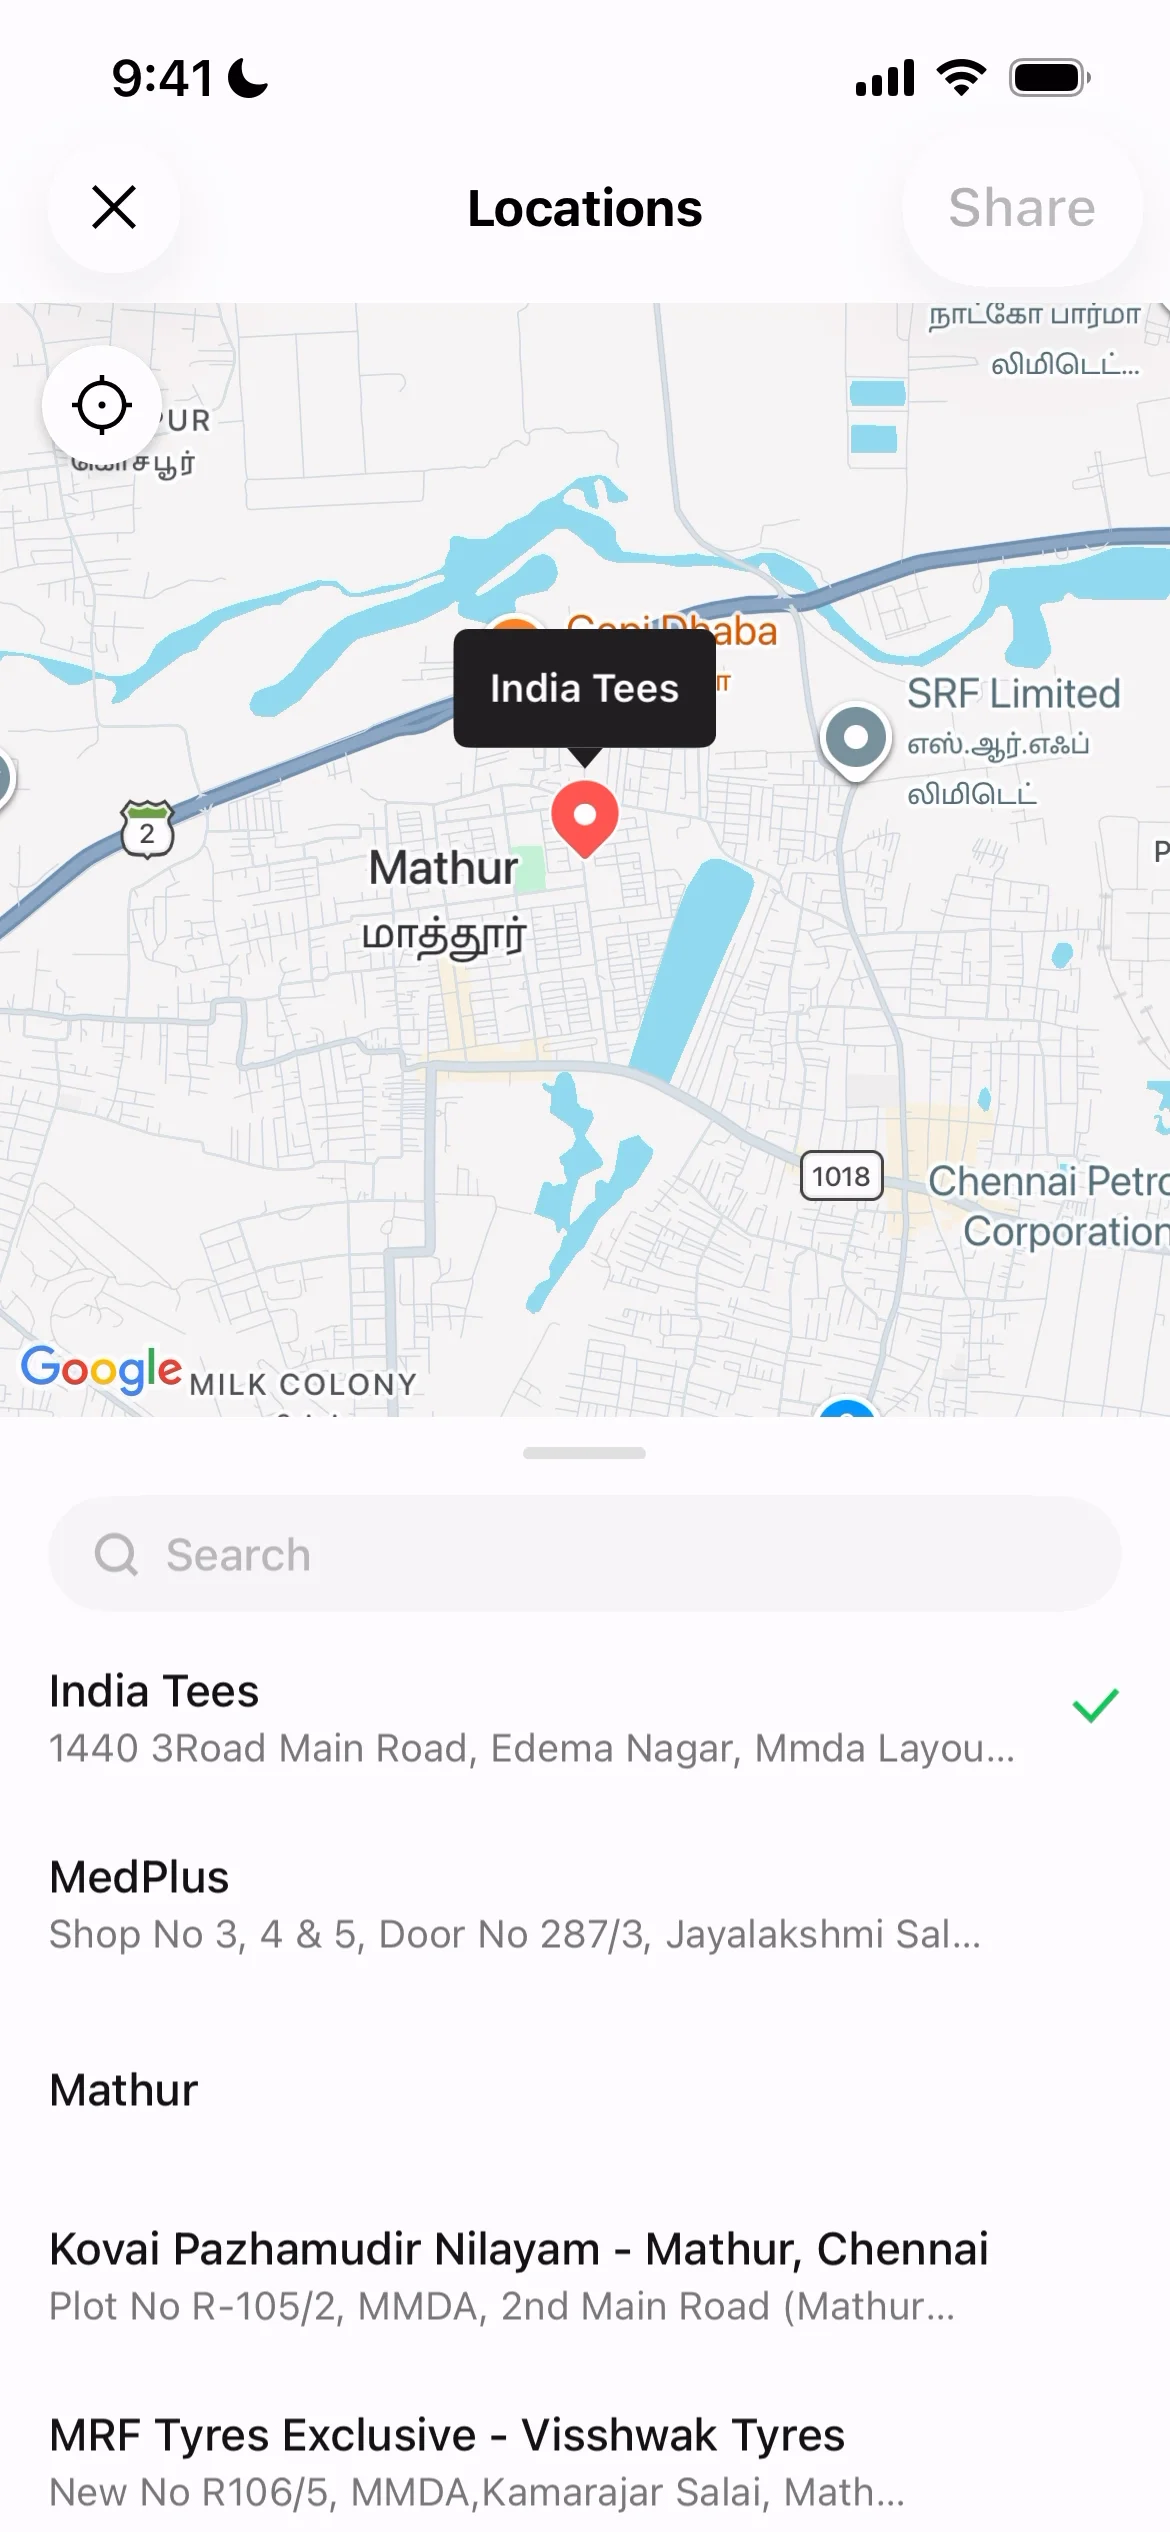 9:41
Locations
Share
நாட்கோ பார்மா
லிமிடெட்...
PUR
Gopi Dhaba
India Tees
SRF Limited
எஸ்.ஆர்.எஃப்
லிமிடெட்
2
Mathur
மாத்தூர்
P
1018
Chennai Petro
Corporation
Google
MILK COLONY
Search
India Tees
1440 3Road Main Road, Edema Nagar, Mmda Layou...
MedPlus
Shop No 3, 4 & 5, Door No 287/3, Jayalakshmi Sal...
Mathur
Kovai Pazhamudir Nilayam - Mathur, Chennai
Plot No R-105/2, MMDA, 2nd Main Road (Mathur...
MRF Tyres Exclusive - Visshwak Tyres
New No R106/5, MMDA,Kamarajar Salai, Math...